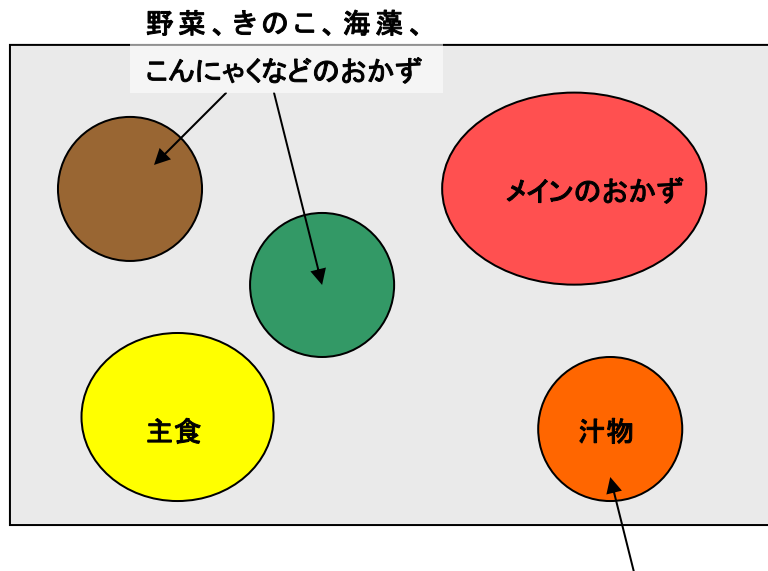 野菜、きのこ、海藻、
こんにゃくなどのおかず
メインのおかず
主食
汁物